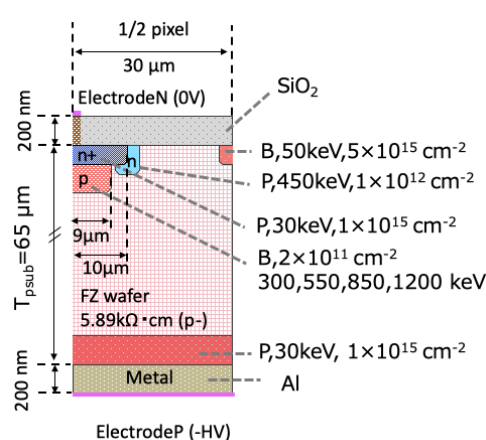 1/2 pixel
30 μm
ElectrodeN (0V)
SiO2
200 nm
n+
n
p
B,50keV,5×10^15 cm-2
P,450keV,1×10^12 cm-2
P,30keV,1×10^15 cm-2
9μm
B,2×10^11 cm-2
10μm
300,550,850,1200 keV
Tpsub=65 μm
FZ wafer
5.89kΩ･cm (p-)
P,30keV, 1×10^15 cm-2
200 nm
Metal
Al
ElectrodeP (-HV)